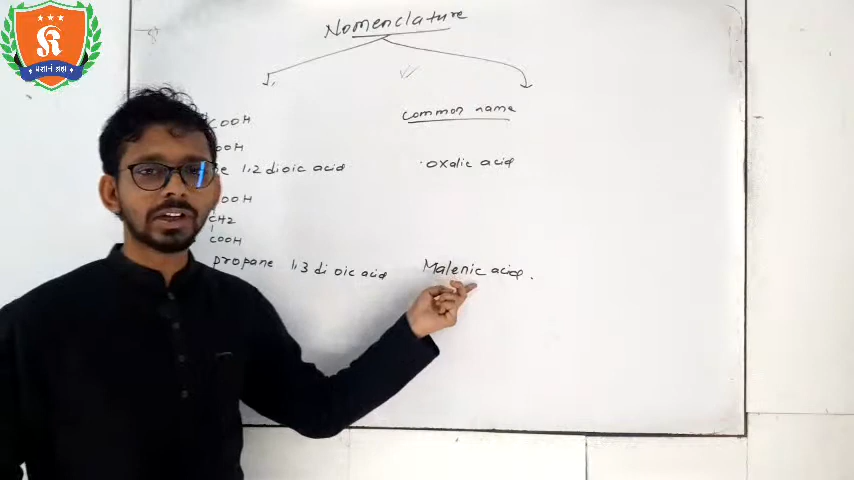 Nomenclature
common name
COOH
OOH
1,2 dioic acid
oxalic acid
OOH
CH2
COOH
propane 1,3 di oic acid
Malenic acid.